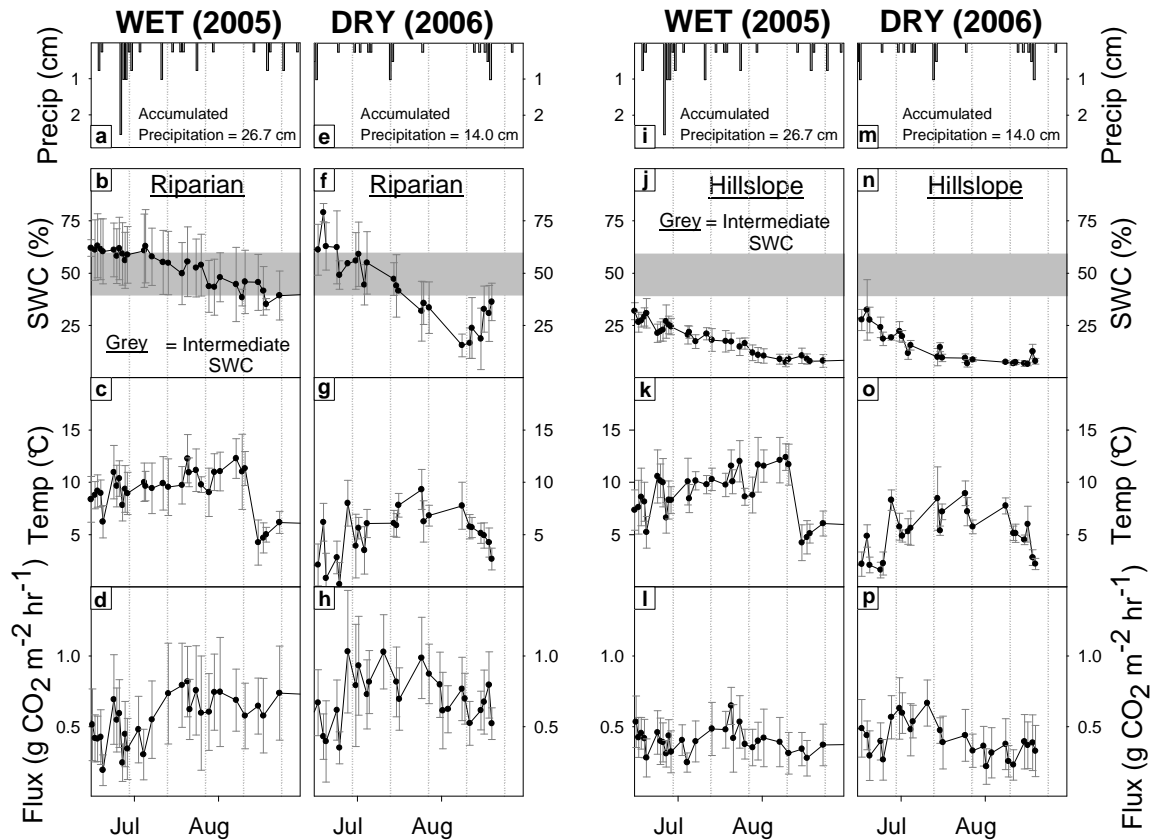 WET (2005) DRY (2006) WET (2005) DRY (2006)
Precip (cm)
1
2
a
Accumulated
Precipitation = 26.7 cm
e
Accumulated
Precipitation = 14.0 cm
1
2
i
Accumulated
Precipitation = 26.7 cm
m
Accumulated
Precipitation = 14.0 cm
1
2
Precip (cm)
SWC (%)
75
50
25
b
Riparian
Grey = Intermediate
SWC
f
Riparian
75
50
25
j
Hillslope
Grey = Intermediate
SWC
n
Hillslope
75
50
25
SWC (%)
Temp (°C)
15
10
5
c
g
15
10
5
k
o
15
10
5
Temp (°C)
Flux (g CO2 m-2 hr-1)
1.0
0.5
d
h
1.0
0.5
l
p
1.0
0.5
Flux (g CO2 m-2 hr-1)
Jul Aug Jul Aug Jul Aug Jul Aug